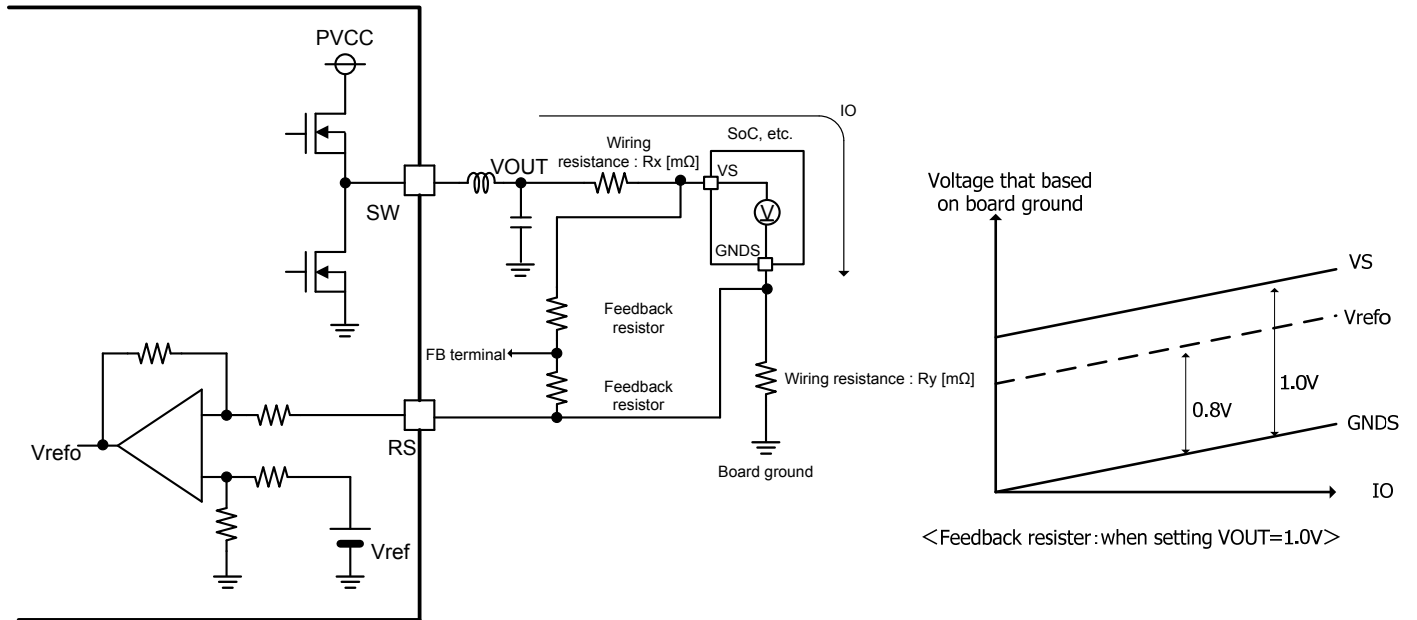 PVCC
IO
SoC, etc.
Wiring
resistance : Rx [mΩ]
VOUT
VS
V
SW
GNDS
Feedback
resistor
FB terminal
Feedback
resistor
Wiring resistance : Ry [mΩ]
Vrefo
RS
Board ground
Vref
Voltage that based
on board ground
VS
Vrefo
1.0V
0.8V
GNDS
IO
<Feedback resister:when setting VOUT=1.0V>